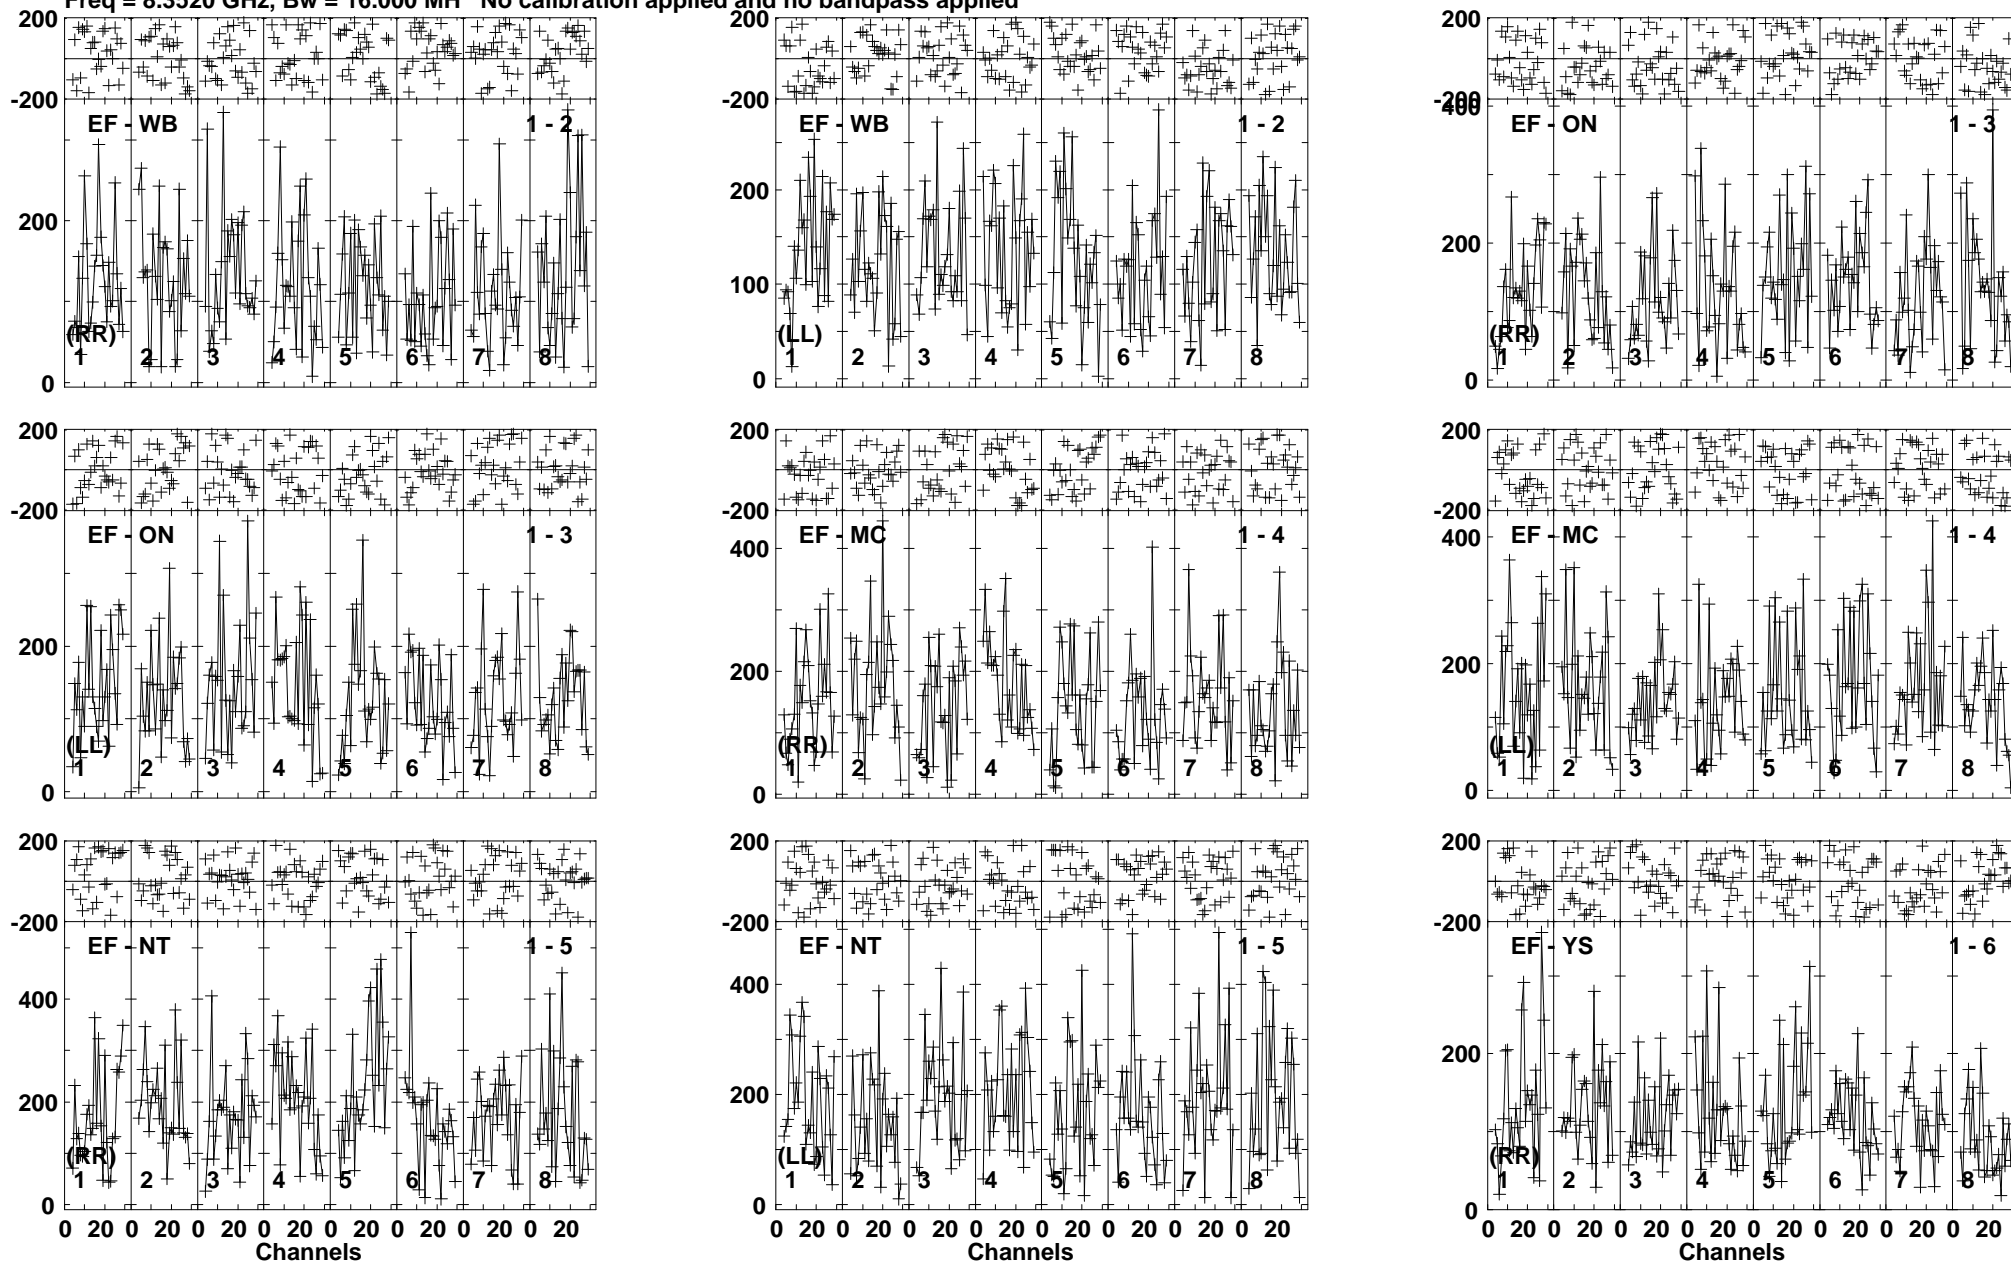 Freq = 8.3520 GHz, Bw = 16.000 MH No calibration applied and no bandpass applied
200 200 200
-200 -200 -200
400
EF - WB 1 - 2 EF - WB 1 - 2 EF - ON 1 - 3
200 200 200
100
(RR) (LL) (RR)
1 2 3 4 5 6 7 8 1 2 3 4 5 6 7 8 1 2 3 4 5 6 7 8
0 0 0
200 200 200
-200 -200 -200
EF - ON 1 - 3 EF - MC 1 - 4 EF - MC 1 - 4
400 400
200 200 200
(LL) (RR) (LL)
1 2 3 4 5 6 7 8 1 2 3 4 5 6 7 8 1 2 3 4 5 6 7 8
0 0 0
200 200 200
-200 -200 -200
EF - NT 1 - 5 EF - NT 1 - 5 EF - YS 1 - 6
400 400
200 200 200
(RR) (LL) (RR)
1 2 3 4 5 6 7 8 1 2 3 4 5 6 7 8 1 2 3 4 5 6 7 8
0 0 0
0 20 0 20 0 20 0 20 0 20 0 20 0 20 0 20 0 20 0 20 0 20 0 20 0 20 0 20 0 20 0 20 0 20 0 20 0 20 0 20 0 20 0 20 0 20 0 20
Channels Channels Channels